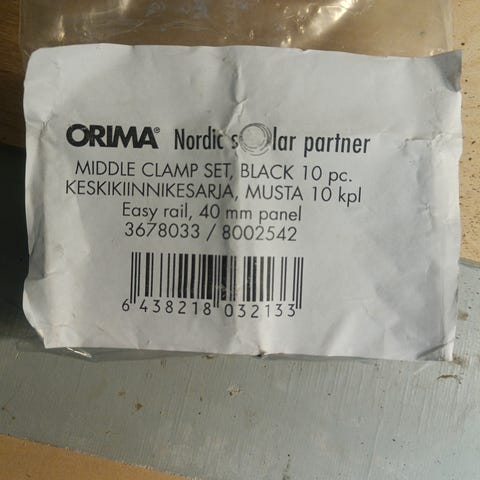 ORIMA® Nordic solar partner
MIDDLE CLAMP SET, BLACK 10 pc.
KESKIKIINNIKESARJA, MUSTA 10 kpl
Easy rail, 40 mm panel
3678033 / 8002542
6 438218 032133